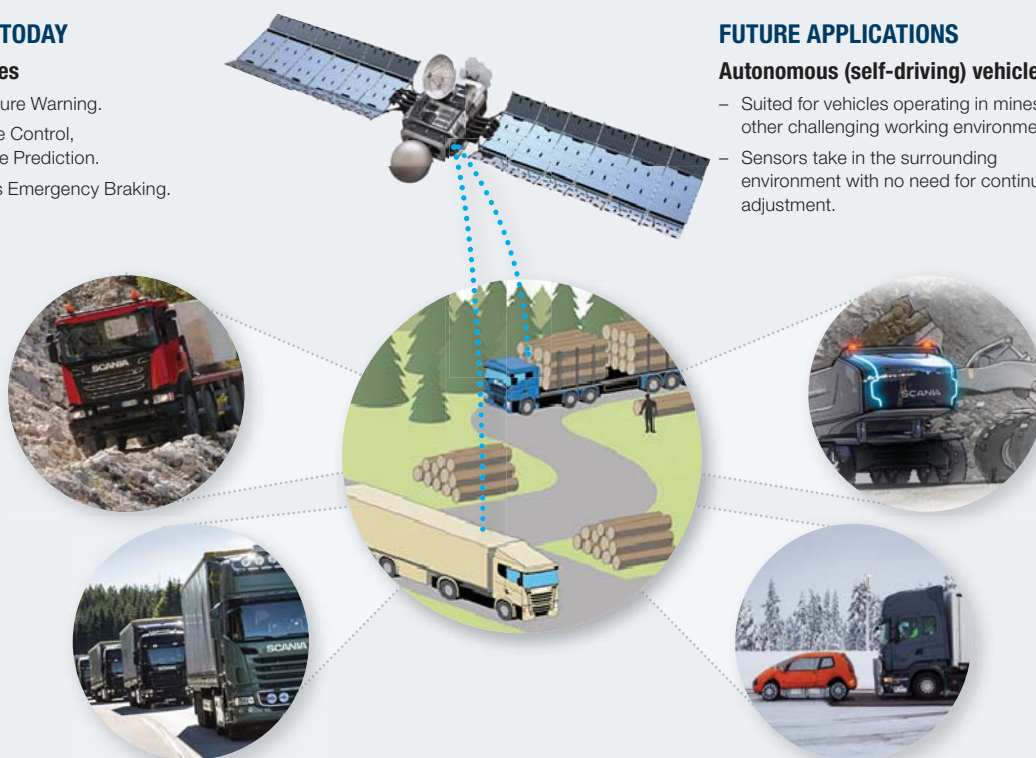 TODAY
es
ure Warning.
e Control,
e Prediction.
s Emergency Braking.
FUTURE APPLICATIONS
Autonomous (self-driving) vehicle
– Suited for vehicles operating in mines
other challenging working environme
– Sensors take in the surrounding
environment with no need for continu
adjustment.
SCANIA
SCANIA
SCANIA